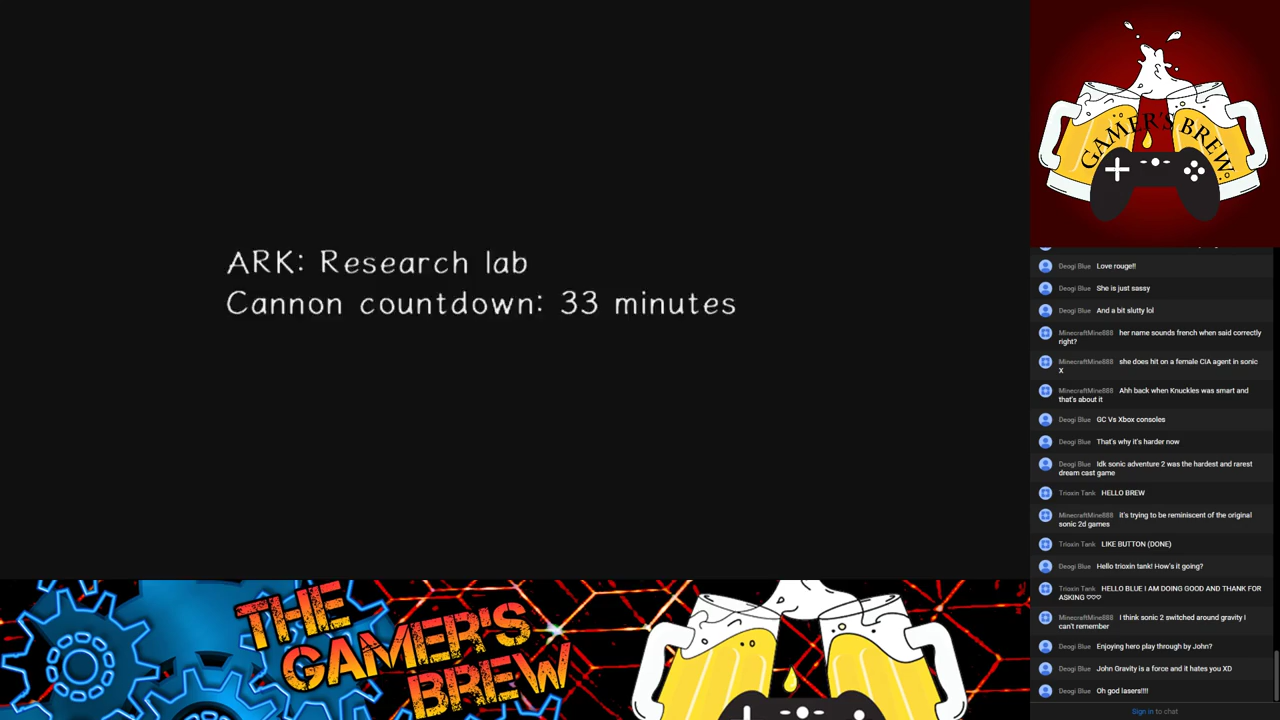 ARK: Research lab
Cannon countdown: 33 minutes
GAMER'S BREW
Deogi Blue Love rouge!!
Deogi Blue She is just sassy
Deogi Blue And a bit slutty lol
MinecraftMine888 her name sounds french when said correctly
right?
MinecraftMine888 she does hit on a female CIA agent in sonic
X
MinecraftMine888 Ahh back when Knuckles was smart and
that's about it
Deogi Blue GC Vs Xbox consoles
Deogi Blue That's why it's harder now
Deogi Blue Idk sonic adventure 2 was the hardest and rarest
dream cast game
Trioxin Tank HELLO BREW
MinecraftMine888 it's trying to be reminiscent of the original
sonic 2d games
Trioxin Tank LIKE BUTTON (DONE)
Deogi Blue Hello trioxin tank! How's it going?
Trioxin Tank HELLO BLUE I AM DOING GOOD AND THANK FOR
ASKING ♡♡♡
MinecraftMine888 I think sonic 2 switched around gravity I
can't remember
Deogi Blue Enjoying hero play through by John?
Deogi Blue John Gravity is a force and it hates you XD
Deogi Blue Oh god lasers!!!!
Sign in to chat
THE
GAMER'S
BREW